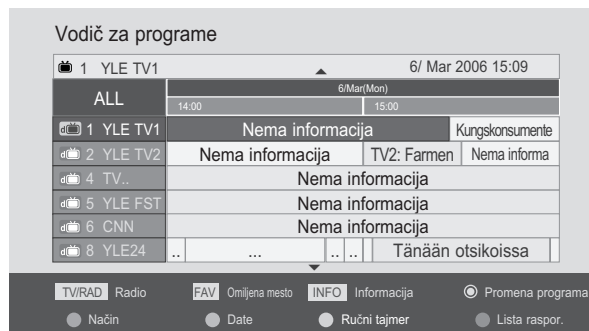 Vodič za programe
1 YLE TV1 6/ Mar 2006 15:09
ALL 6/Mar(Mon)
14:00 15:00
1 YLE TV1 Nema informacija Kungskonsumente
2 YLE TV2 Nema informacija TV2: Farmen Nema informa
4 TV.. Nema informacija
5 YLE FST Nema informacija
6 CNN Nema informacija
8 YLE24 .. ... .. .. Tänään otsikoissa
TV/RAD Radio FAV Omiljena mesto INFO Informacija Promena programa
Način Date Ručni tajmer Lista raspor.